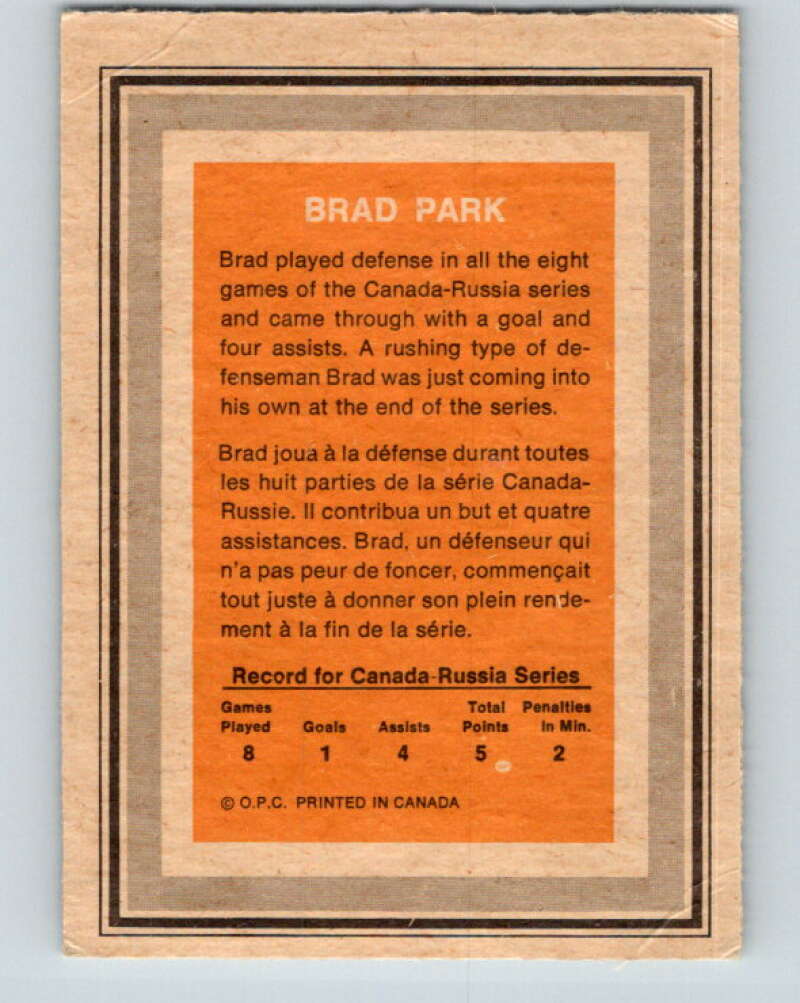 BRAD PARK
Brad played defense in all the eight
games of the Canada-Russia series
and came through with a goal and
four assists. A rushing type of de-
fenseman Brad was just coming into
his own at the end of the series.
Brad joua à la défense durant toutes
les huit parties de la série Canada-
Russie. Il contribua un but et quatre
assistances. Brad, un défenseur qui
n'a pas peur de foncer, commençait
tout juste à donner son plein rende-
ment à la fin de la série.
Record for Canada-Russia Series
Games Total Penalties
Played Goals Assists Points in Min.
8 1 4 5 2
© O.P.C. PRINTED IN CANADA